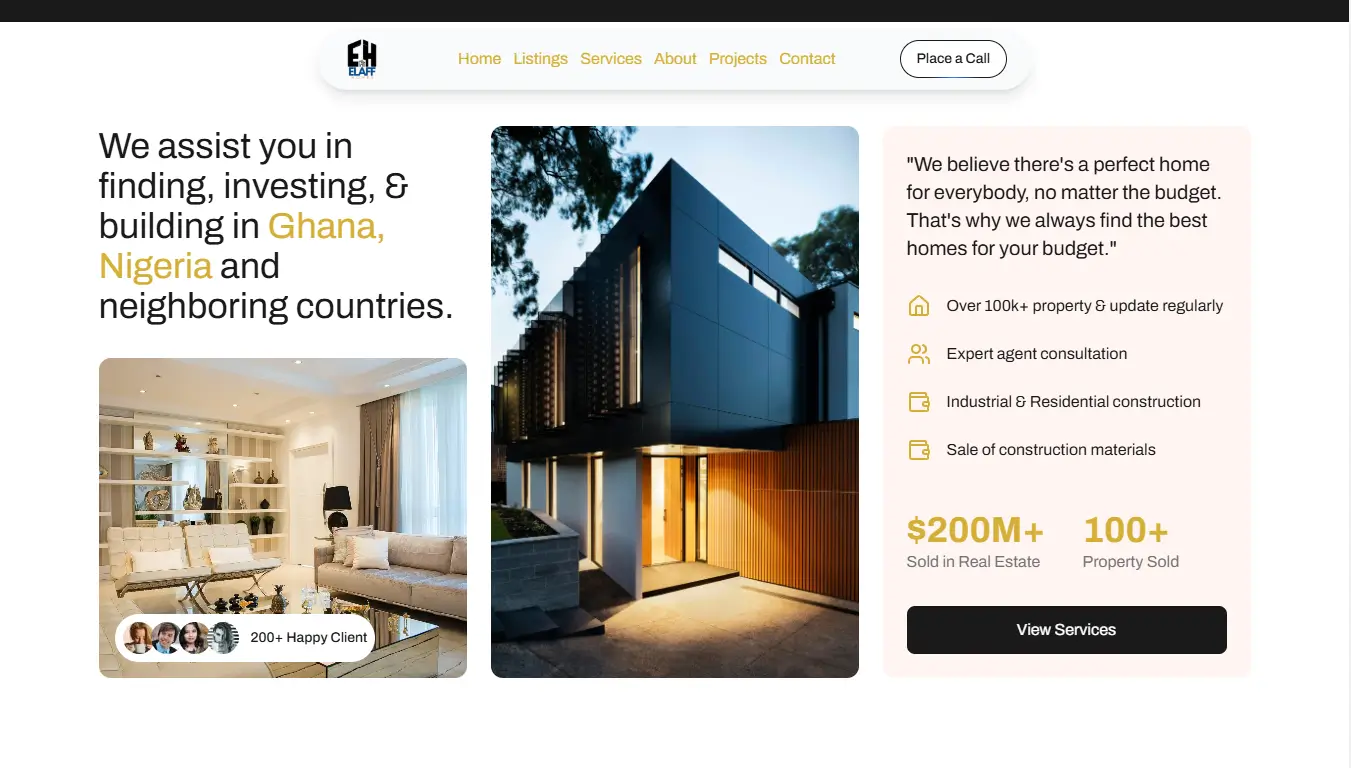 EH
ELAFF
Home Listings Services About Projects Contact
Place a Call
We assist you in
finding, investing, &
building in Ghana,
Nigeria and
neighboring countries.
200+ Happy Client
"We believe there's a perfect home
for everybody, no matter the budget.
That's why we always find the best
homes for your budget."
Over 100k+ property & update regularly
Expert agent consultation
Industrial & Residential construction
Sale of construction materials
$200M+ 100+
Sold in Real Estate Property Sold
View Services